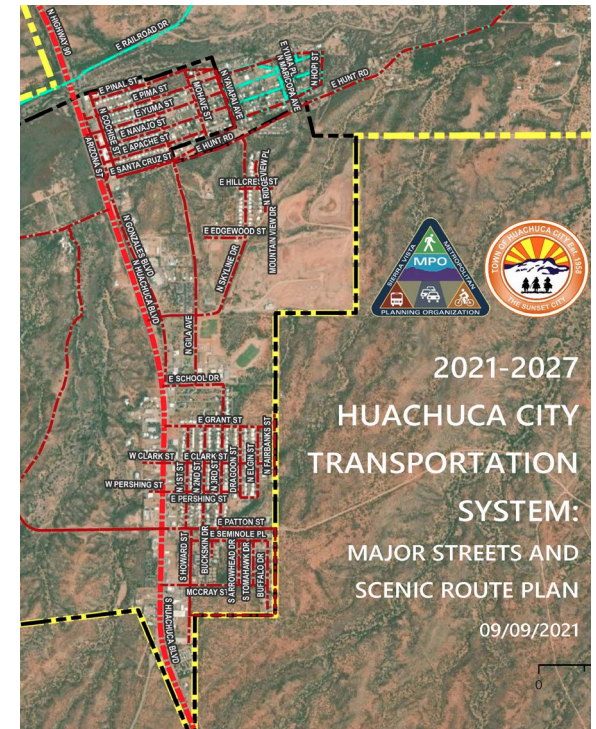 N HIGHWAY 90
E RAILROAD DR
E PINAL ST
E PIMA ST
E YUMA ST
E NAVAJO ST
E APACHE ST
E SANTA CRUZ ST
N COCHISE ST
ARIZONA ST
MOHAVE ST
N YAVAPAI AVE
E YUMA PL
N MARICOPA AVE
N HOPI ST
E HUNT RD
E HUNT RD
E HILLCREST ST
N RIDGEVIEW PL
E EDGEWOOD ST
MOUNTAIN VIEW DR
N SKYLINE DR
N GONZALES BLVD
N HUACHUCA BLVD
N GILA AVE
SIERRA VISTA
METROPOLITAN
MPO
PLANNING ORGANIZATION
TOWN OF HUACHUCA CITY EST. 1958
THE SUNSET CITY
2021-2027
HUACHUCA CITY
TRANSPORTATION
SYSTEM:
MAJOR STREETS AND
SCENIC ROUTE PLAN
09/09/2021
E SCHOOL DR
E GRANT ST
W CLARK ST
E CLARK ST
W PERSHING ST
N 1ST ST
N 2ND ST
N 3RD ST
DRAGOON ST
N ELGIN ST
N FAIRBANKS ST
E PERSHING ST
E PATTON ST
E SEMINOLE PL
S HOWARD ST
BUCKSKIN DR
S ARROWHEAD DR
S TOMAHAWK DR
BUFFALO DR
MCCRAY ST
S HUACHUCA BLVD
0